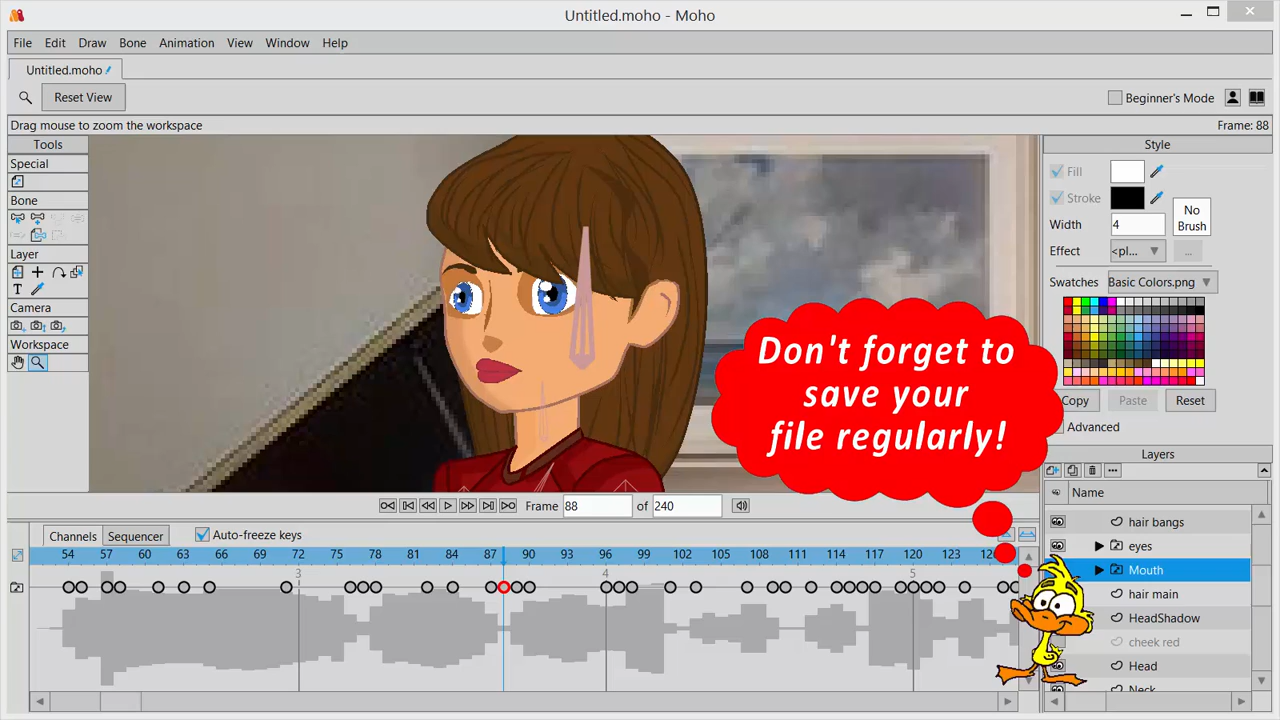 Untitled.moho - Moho
File Edit Draw Bone Animation View Window Help
Untitled.moho
Reset View
Beginner's Mode
Drag mouse to zoom the workspace
Frame: 88
Tools
Special
Bone
Layer
T
Camera
Workspace
Style
Fill
Stroke
Width 4
No
Brush
Effect <pl... ...
Swatches Basic Colors.png
Copy Paste Reset
Advanced
Don't forget to
save your
file regularly!
Layers
Name
hair bangs
eyes
Mouth
hair main
HeadShadow
cheek red
Head
Neck
Frame 88 of 240
Channels Sequencer Auto-freeze keys
54 57 60 63 66 69 72 75 78 81 84 87 90 93 96 99 102 105 108 111 114 117 120 123
3 4 5